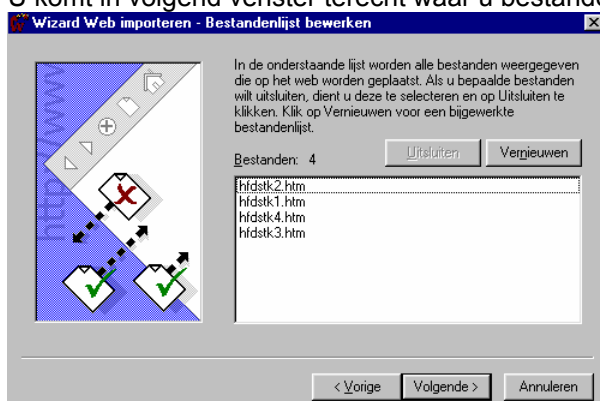 U komt in volgend venster terecht waar u bestande
Wizard Web importeren - Bestandenlijst bewerken
http://www
In de onderstaande lijst worden alle bestanden weergegeven
die op het web worden geplaatst. Als u bepaalde bestanden
wilt uitsluiten, dient u deze te selecteren en op Uitsluiten te
klikken. Klik op Vernieuwen voor een bijgewerkte
bestandenlijst.
Bestanden: 4 Uitsluiten Vernieuwen
hfdstk2.htm
hfdstk1.htm
hfdstk4.htm
hfdstk3.htm
< Vorige Volgende > Annuleren